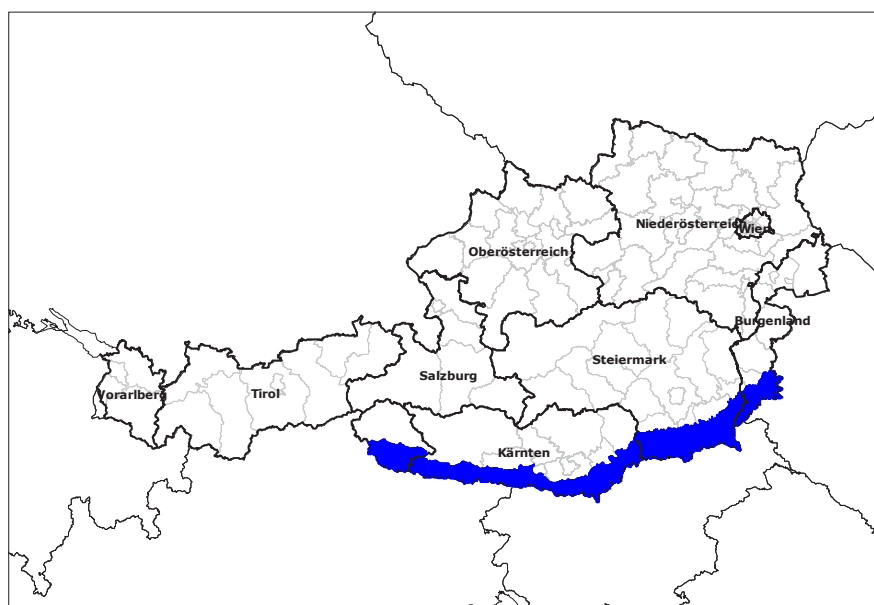 Niederösterreich
Wien
Oberösterreich
Burgenland
Steiermark
Salzburg
Vorarlberg
Tirol
Kärnten